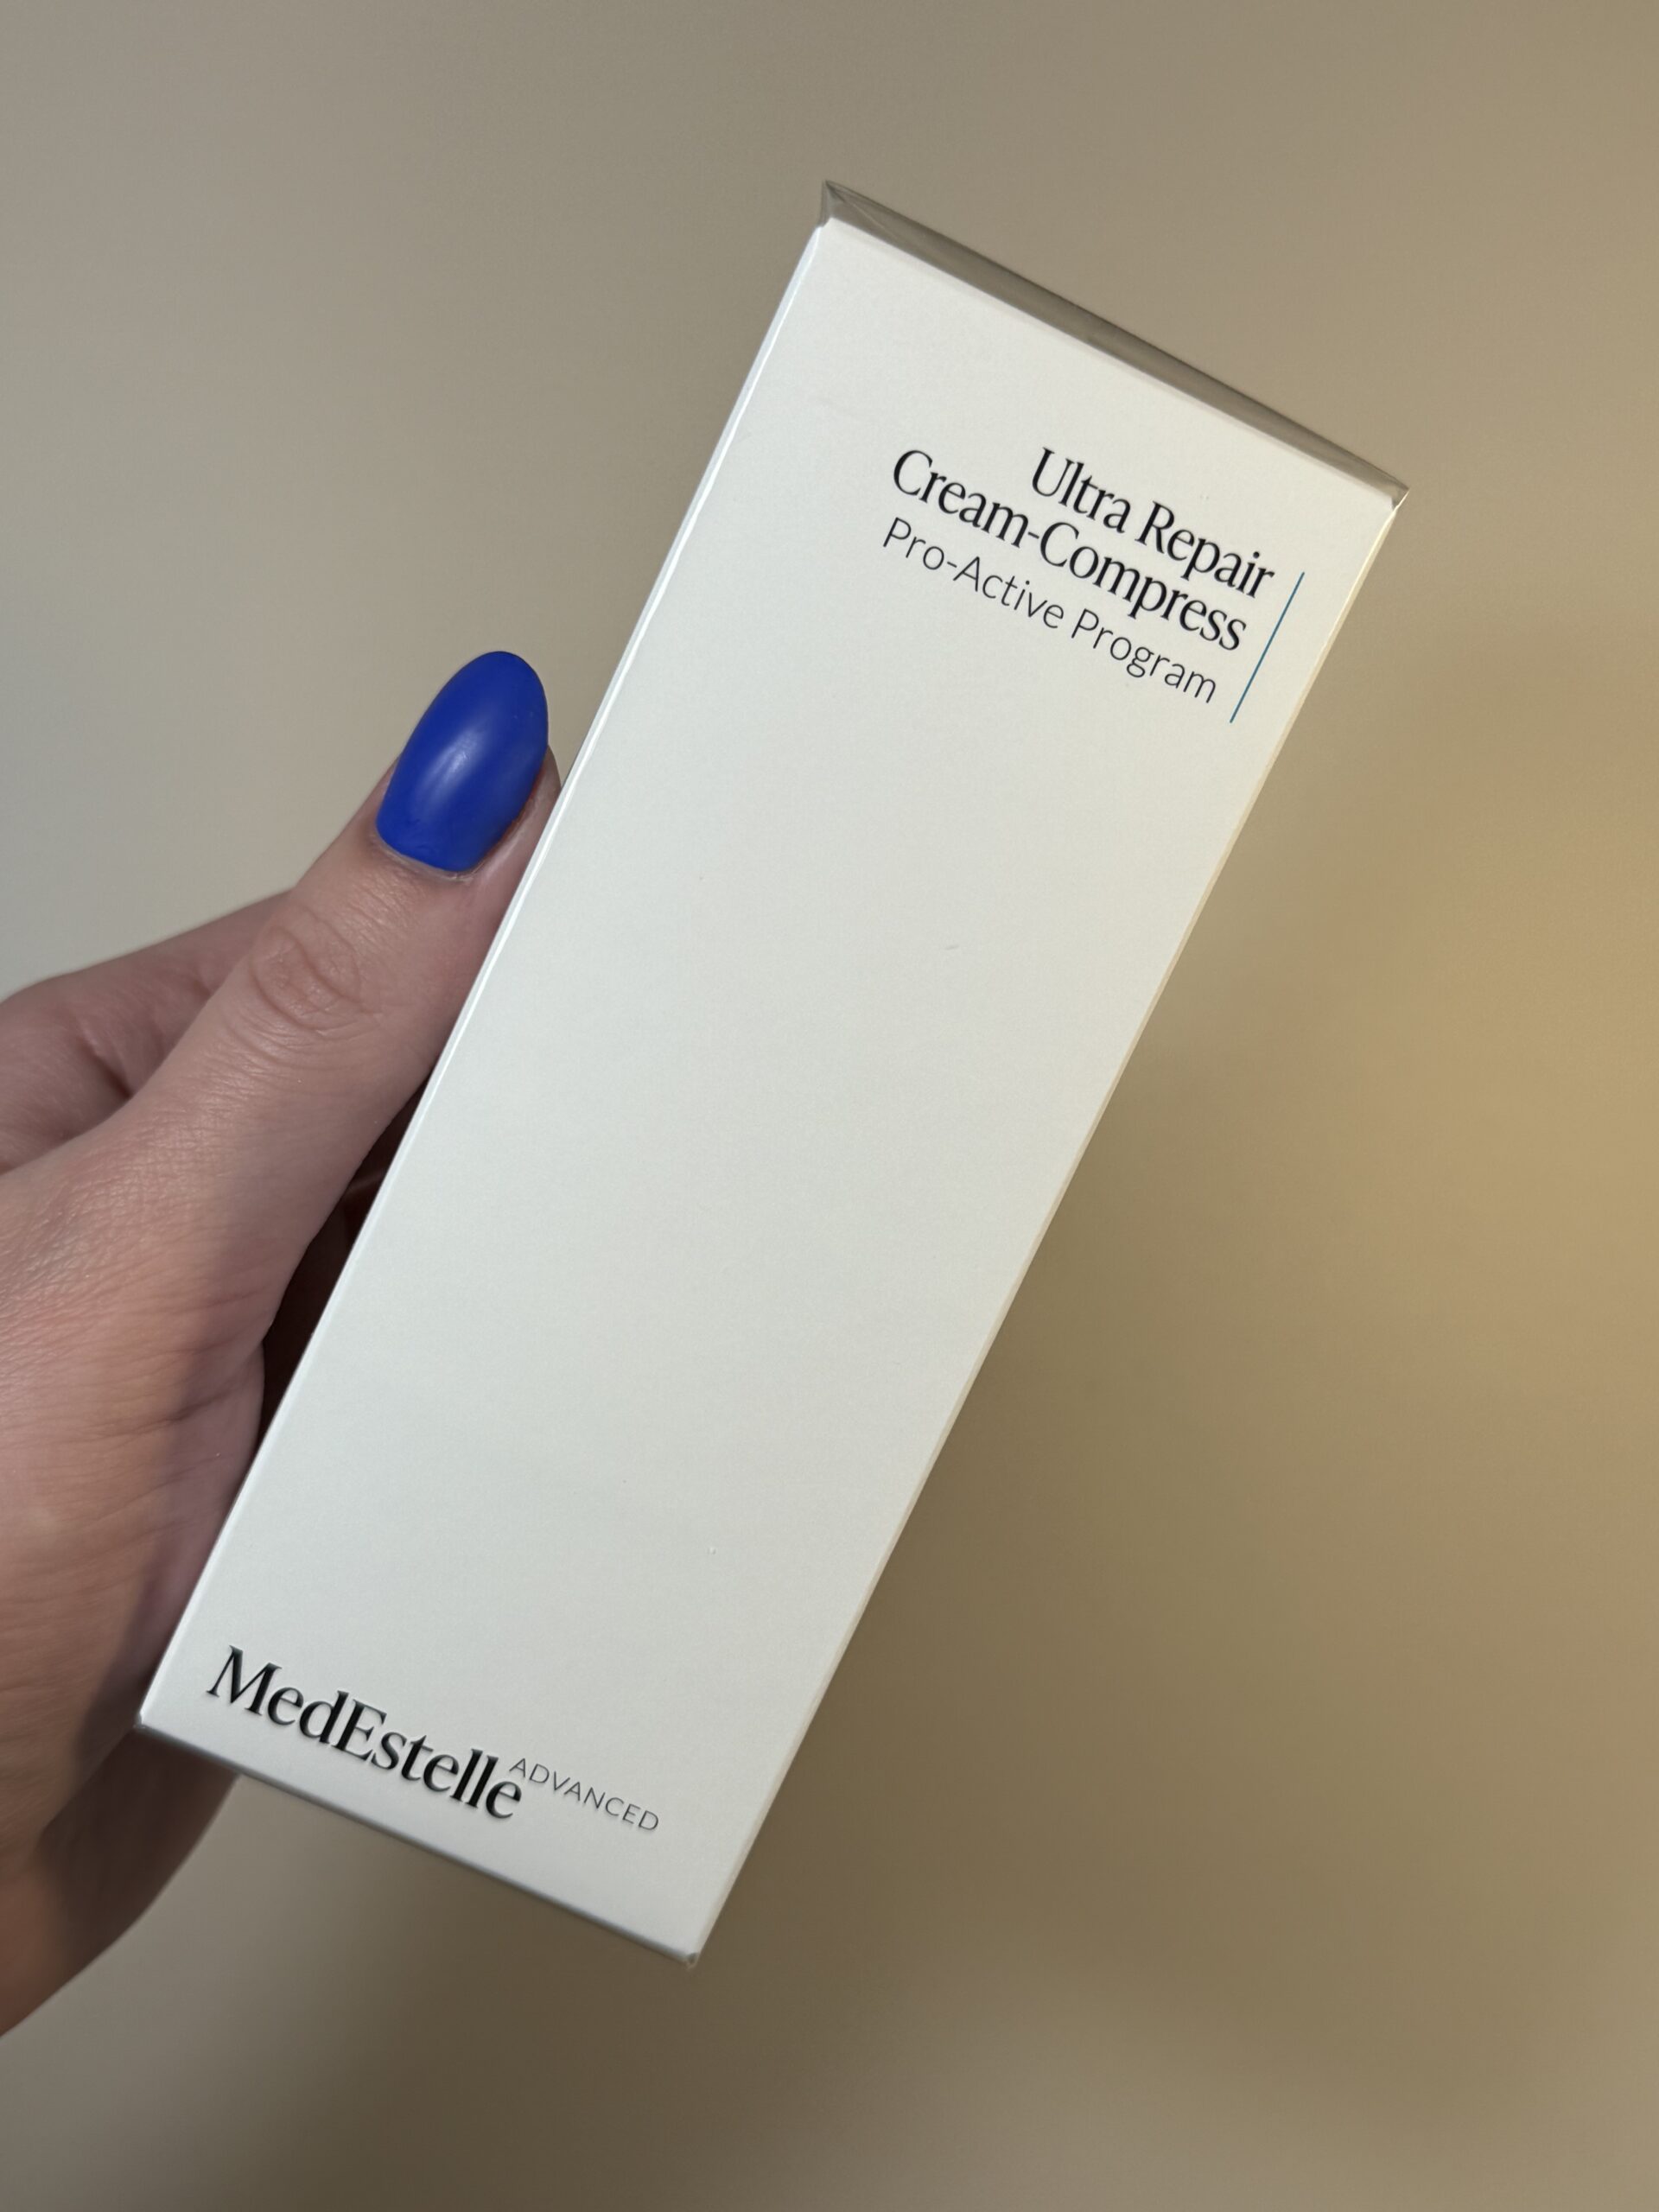 Ultra Repair
Cream-Compress
Pro-Active Program
MedEstelle ADVANCED